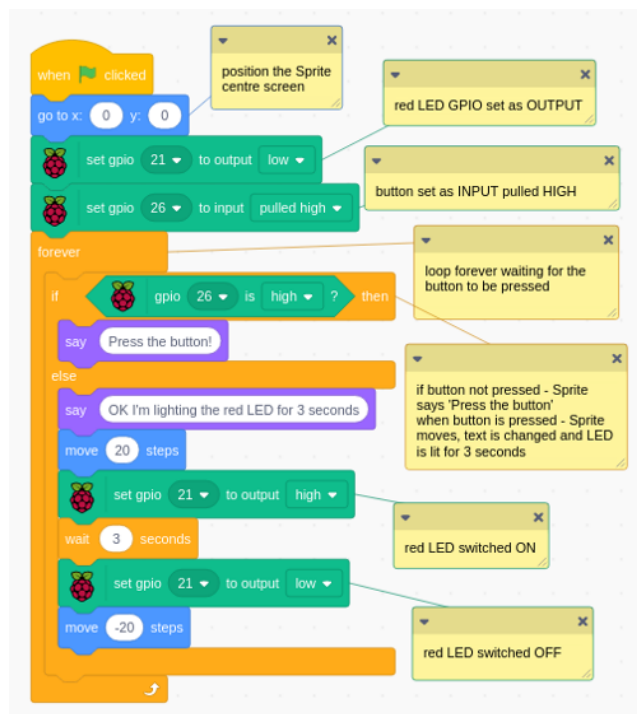 when clicked
position the Sprite
centre screen
go to x: 0 y: 0
red LED GPIO set as OUTPUT
set gpio 21 to output low
button set as INPUT pulled HIGH
set gpio 26 to input pulled high
forever
loop forever waiting for the
button to be pressed
if gpio 26 is high ? then
say Press the button!
if button not pressed - Sprite
says 'Press the button'
when button is pressed - Sprite
moves, text is changed and LED
is lit for 3 seconds
else
say OK I'm lighting the red LED for 3 seconds
move 20 steps
set gpio 21 to output high
red LED switched ON
wait 3 seconds
set gpio 21 to output low
move -20 steps
red LED switched OFF